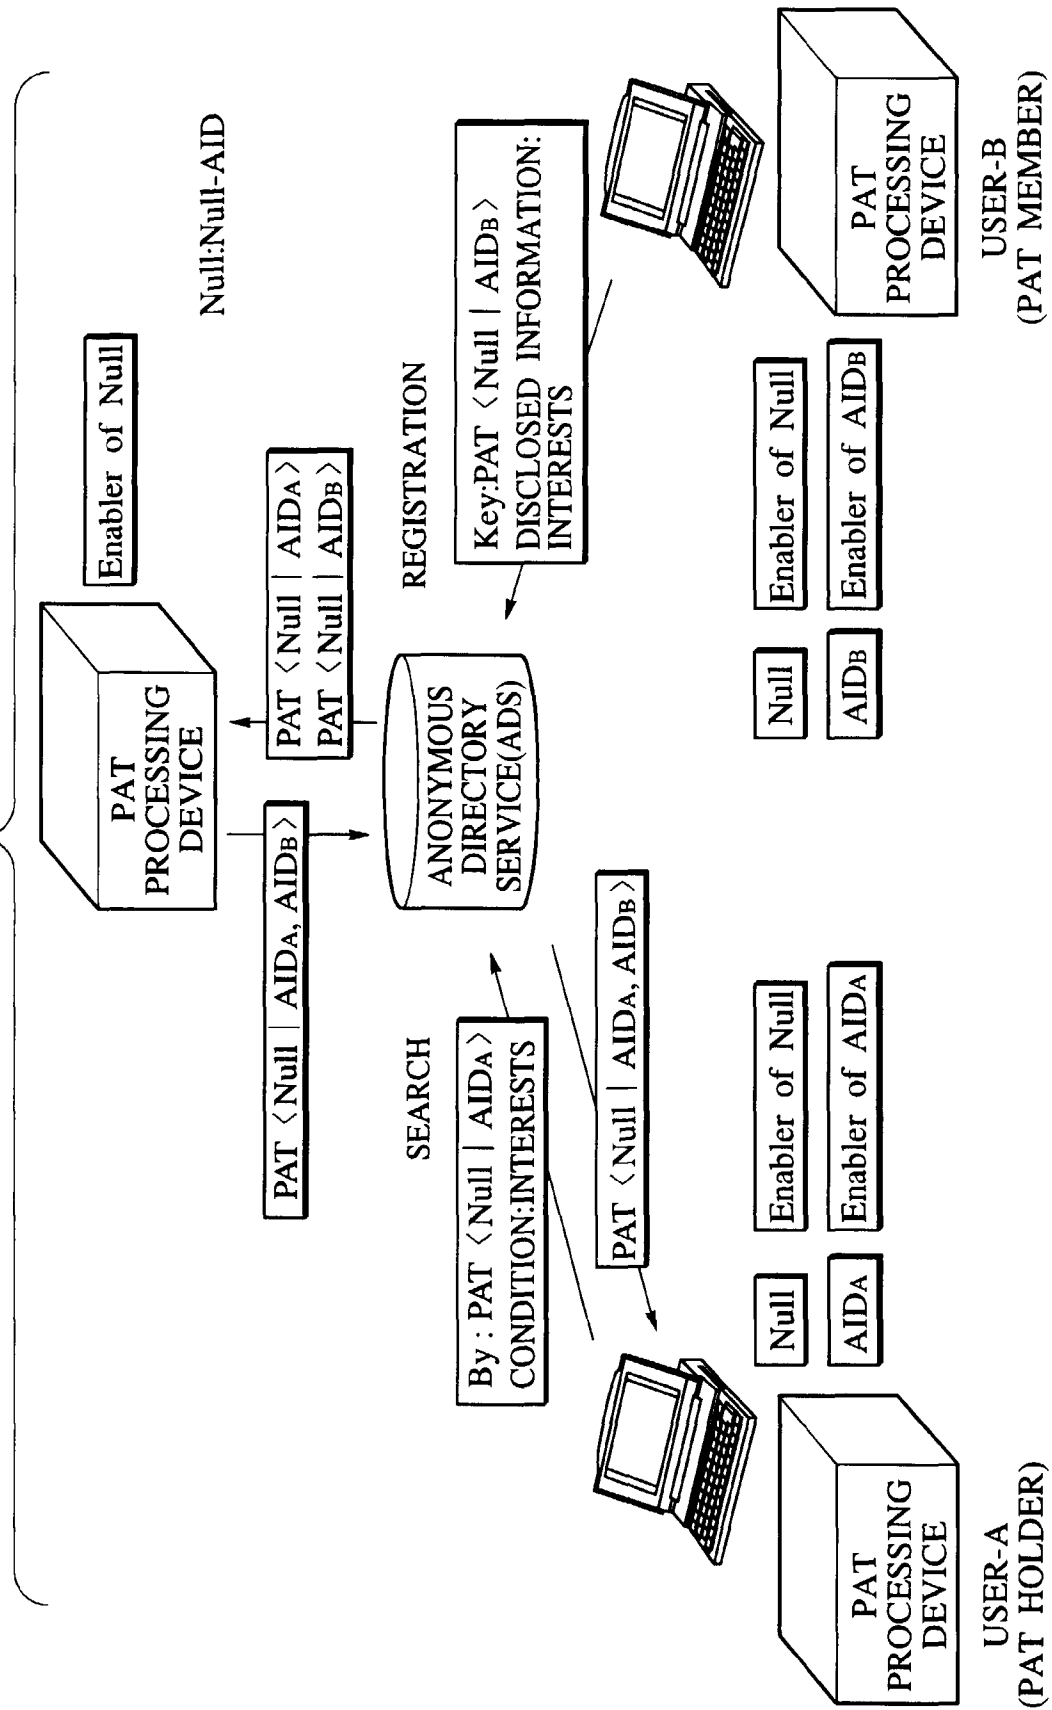 PAT
PROCESSING
DEVICE
Enabler of Null
Null:Null-AID
PAT <Null | AIDA, AIDB>
PAT <Null | AIDA>
PAT <Null | AIDB>
ANONYMOUS
DIRECTORY
SERVICE(ADS)
SEARCH
By : PAT <Null | AIDA>
CONDITION:INTERESTS
PAT <Null | AIDA, AIDB>
REGISTRATION
Key:PAT <Null | AIDB>
DISCLOSED INFORMATION:
INTERESTS
Null
Enabler of Null
AIDA
Enabler of AIDA
PAT
PROCESSING
DEVICE
USER-A
(PAT HOLDER)
Null
Enabler of Null
AIDB
Enabler of AIDB
PAT
PROCESSING
DEVICE
USER-B
(PAT MEMBER)